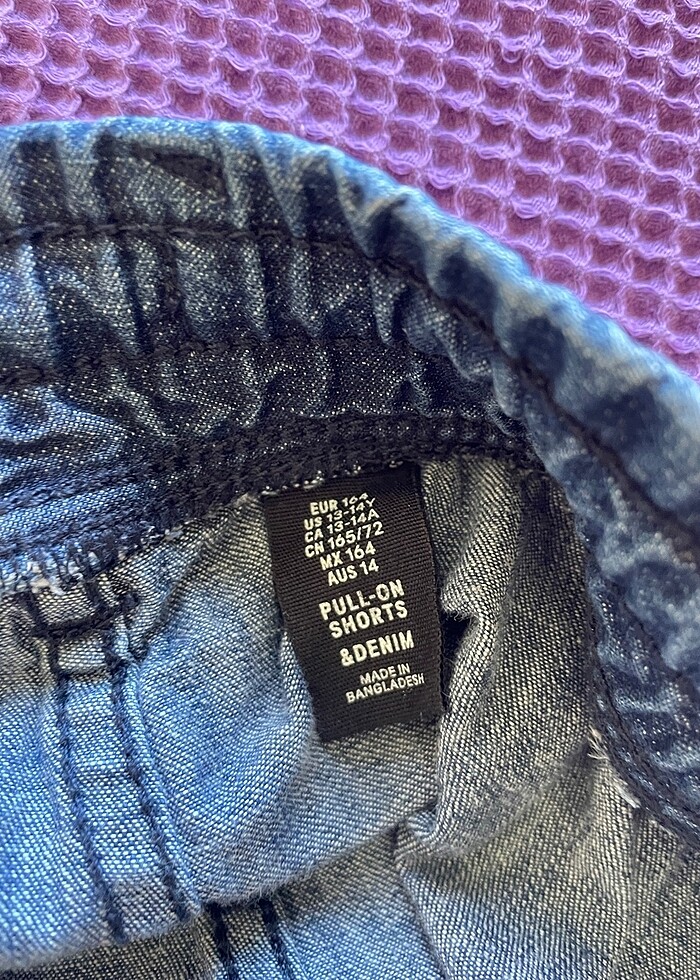 EUR 164
US 13-14Y
CA 13-14A
CN 165/72
MX 164
AUS 14
PULL-ON
SHORTS
&DENIM
MADE IN
BANGLADESH